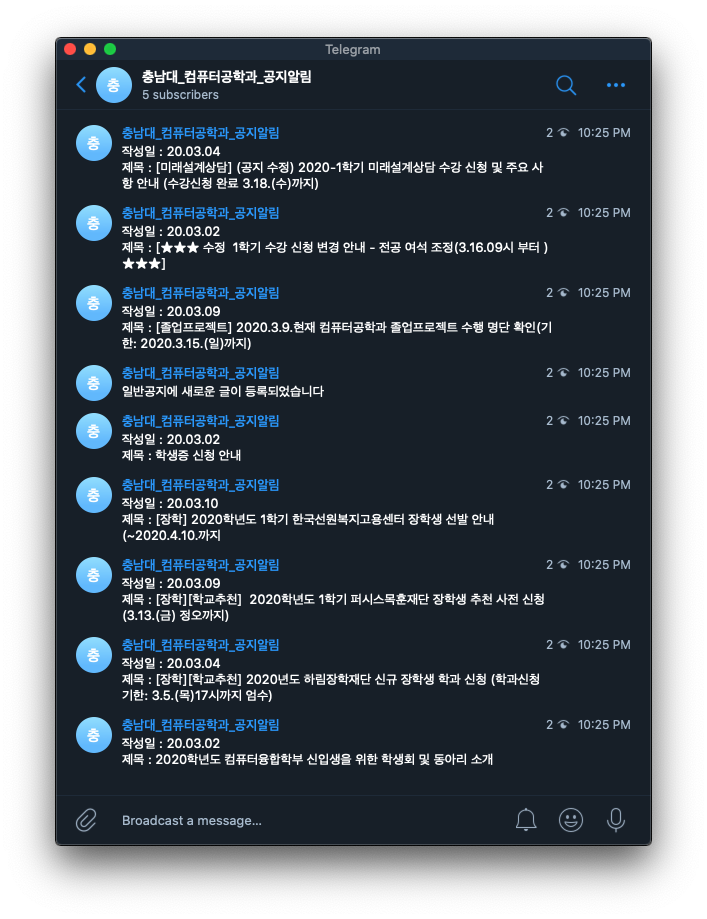 Telegram
충
충남대_컴퓨터공학과_공지알림
5 subscribers
충
충남대_컴퓨터공학과_공지알림 2 10:25 PM
작성일 : 20.03.04
제목 : [미래설계상담] (공지 수정) 2020-1학기 미래설계상담 수강 신청 및 주요 사
항 안내 (수강신청 완료 3.18.(수)까지)
충
충남대_컴퓨터공학과_공지알림 2 10:25 PM
작성일 : 20.03.02
제목 : [★★★ 수정 1학기 수강 신청 변경 안내 - 전공 여석 조정(3.16.09시 부터 )
★★★]
충
충남대_컴퓨터공학과_공지알림 2 10:25 PM
작성일 : 20.03.09
제목 : [졸업프로젝트] 2020.3.9.현재 컴퓨터공학과 졸업프로젝트 수행 명단 확인(기
한: 2020.3.15.(일)까지)
충
충남대_컴퓨터공학과_공지알림 2 10:25 PM
일반공지에 새로운 글이 등록되었습니다
충
충남대_컴퓨터공학과_공지알림 2 10:25 PM
작성일 : 20.03.02
제목 : 학생증 신청 안내
충
충남대_컴퓨터공학과_공지알림 2 10:25 PM
작성일 : 20.03.10
제목 : [장학] 2020학년도 1학기 한국선원복지고용센터 장학생 선발 안내
(~2020.4.10.까지
충
충남대_컴퓨터공학과_공지알림 2 10:25 PM
작성일 : 20.03.09
제목 : [장학][학교추천] 2020학년도 1학기 퍼시스목훈재단 장학생 추천 사전 신청
(3.13.(금) 정오까지)
충
충남대_컴퓨터공학과_공지알림 2 10:25 PM
작성일 : 20.03.04
제목 : [장학][학교추천] 2020년도 하림장학재단 신규 장학생 학과 신청 (학과신청
기한: 3.5.(목)17시까지 엄수)
충
충남대_컴퓨터공학과_공지알림 2 10:25 PM
작성일 : 20.03.02
제목 : 2020학년도 컴퓨터융합학부 신입생을 위한 학생회 및 동아리 소개
Broadcast a message...